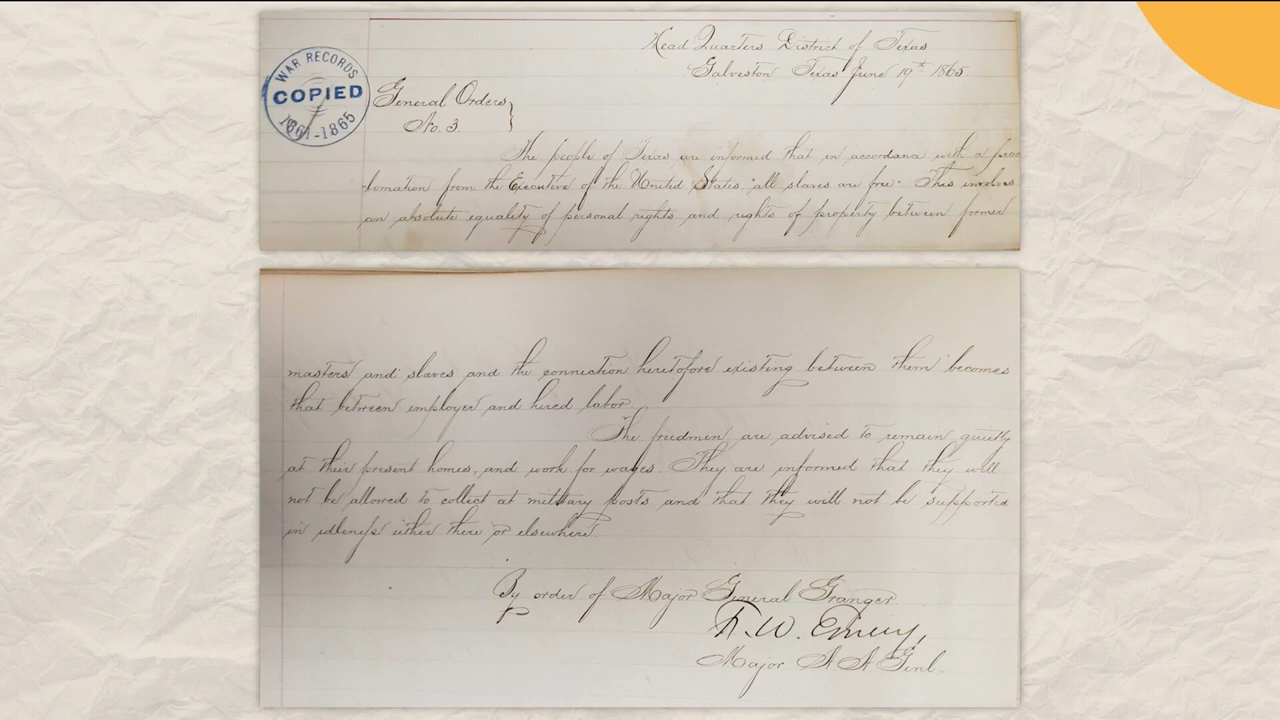 WAR RECORDS
COPIED
1861-1865
Head Quarters District of Texas
Galveston Texas June 19th 1865.
General Orders
No. 3.
The people of Texas are informed that in accordance with a proc
lamation from the Executive of the United States, "all slaves are free." This involves
an absolute equality of personal rights and rights of property between former
masters and slaves and the connection heretofore existing between them becomes
that between employer and hired labor.
The freedmen are advised to remain quietly
at their present homes, and work for wages. They are informed that they will
not be allowed to collect at military posts and that they will not be supported
in idleness either there or elsewhere.
By order of Major General Granger
F. W. Emery,
Major A. A. Genl.